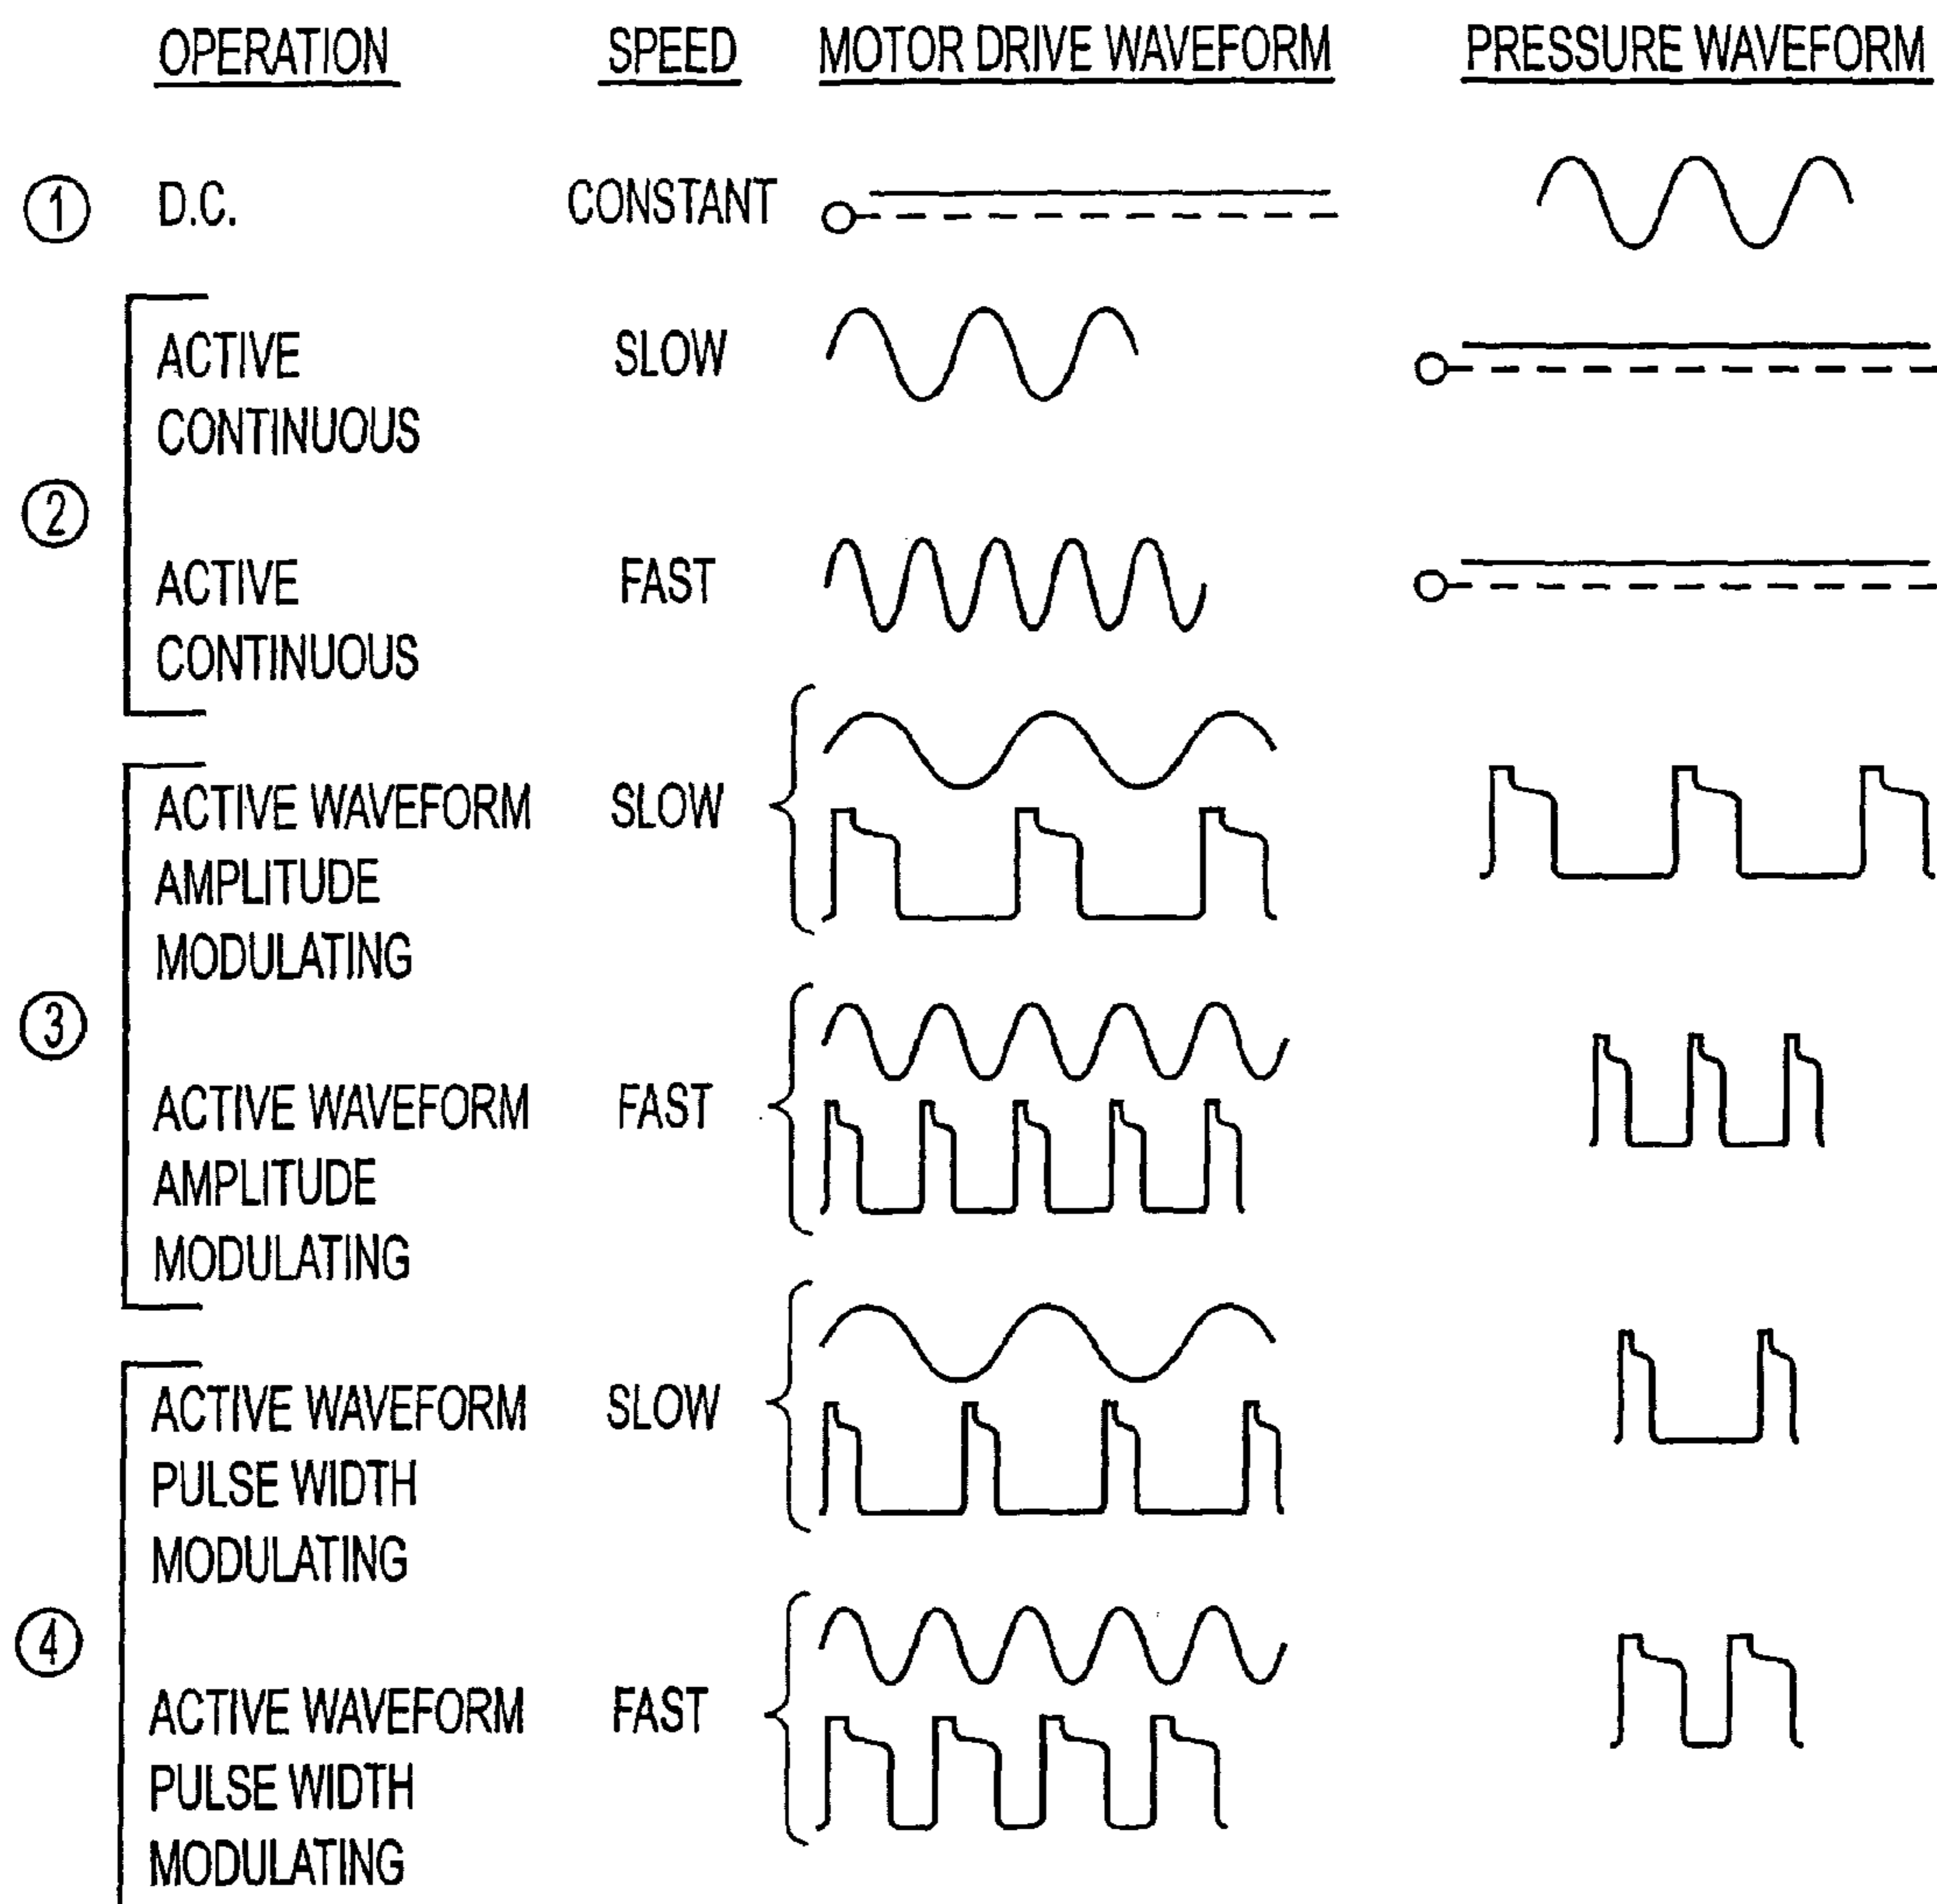 OPERATION SPEED MOTOR DRIVE WAVEFORM PRESSURE WAVEFORM
1 D.C. CONSTANT
ACTIVE SLOW
CONTINUOUS
2
ACTIVE FAST
CONTINUOUS
ACTIVE WAVEFORM SLOW
AMPLITUDE
MODULATING
3
ACTIVE WAVEFORM FAST
AMPLITUDE
MODULATING
ACTIVE WAVEFORM SLOW
PULSE WIDTH
MODULATING
4
ACTIVE WAVEFORM FAST
PULSE WIDTH
MODULATING